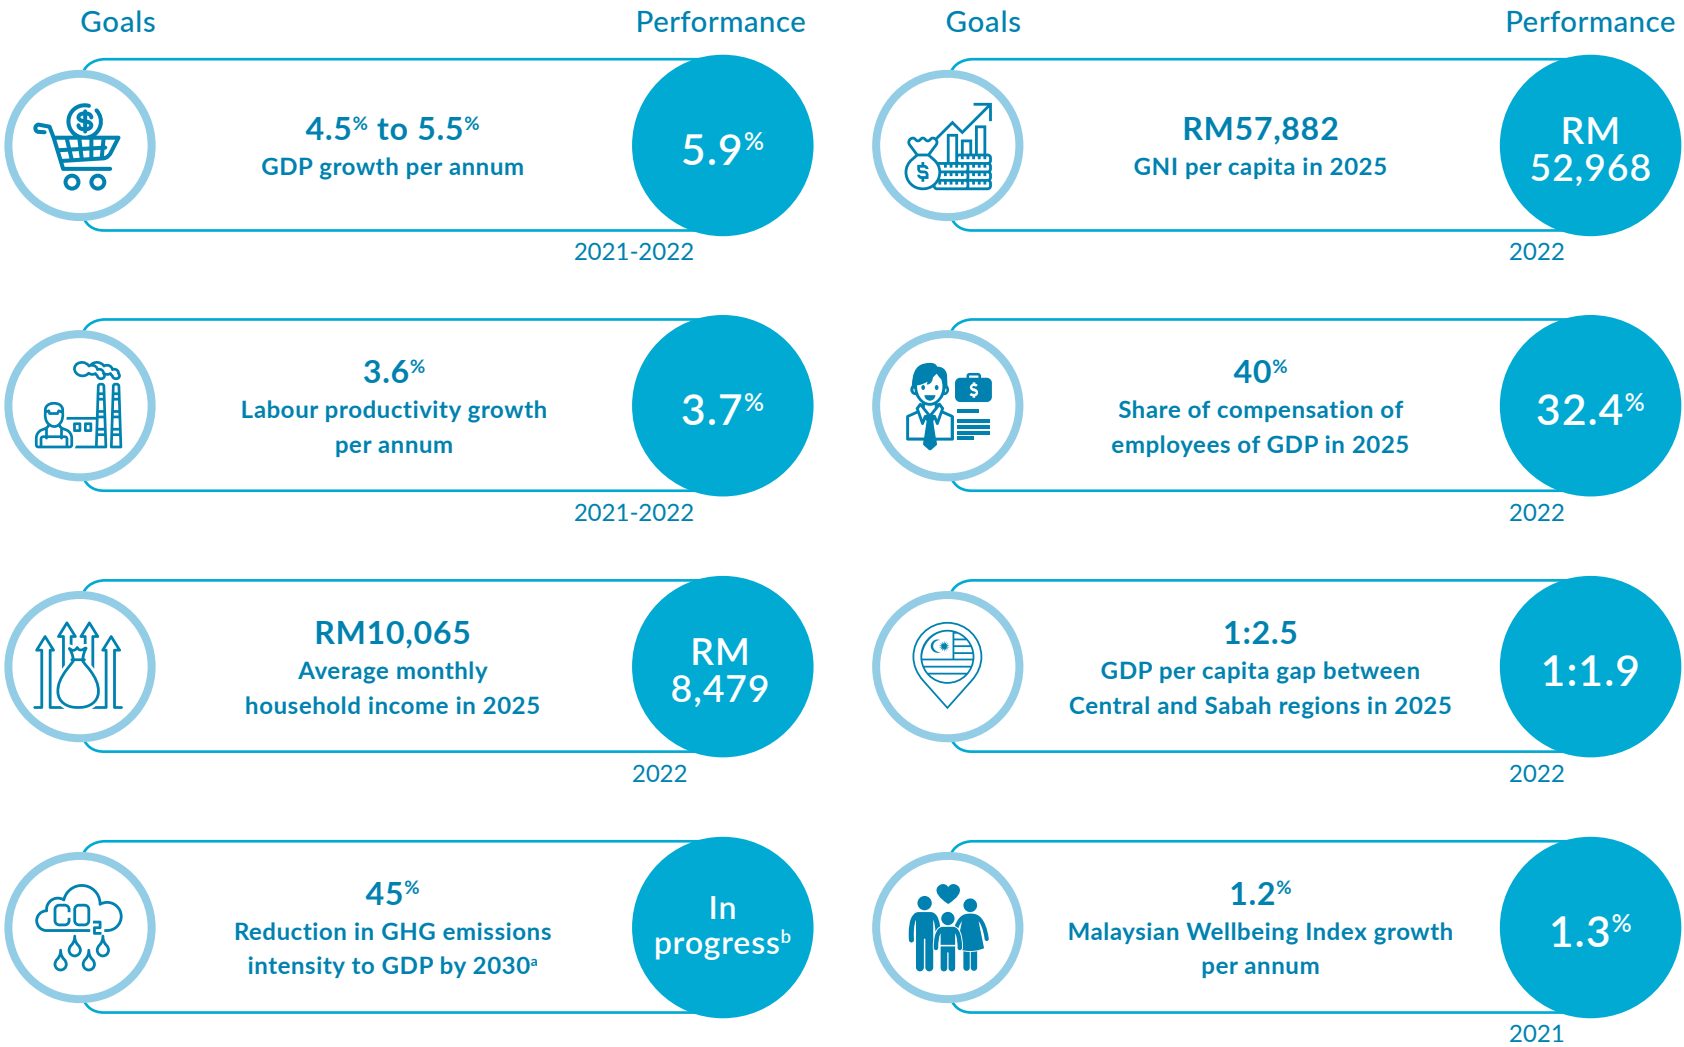 Goals
Performance
4.5% to 5.5%
GDP growth per annum
5.9%
2021-2022
3.6%
Labour productivity growth
per annum
3.7%
2021-2022
RM10,065
Average monthly
household income in 2025
RM
8,479
2022
CO2
45%
Reduction in GHG emissions
intensity to GDP by 2030a
In
progressb
Goals
Performance
RM57,882
GNI per capita in 2025
RM
52,968
2022
40%
Share of compensation of
employees of GDP in 2025
32.4%
2022
1:2.5
GDP per capita gap between
Central and Sabah regions in 2025
1:1.9
2022
1.2%
Malaysian Wellbeing Index growth
per annum
1.3%
2021